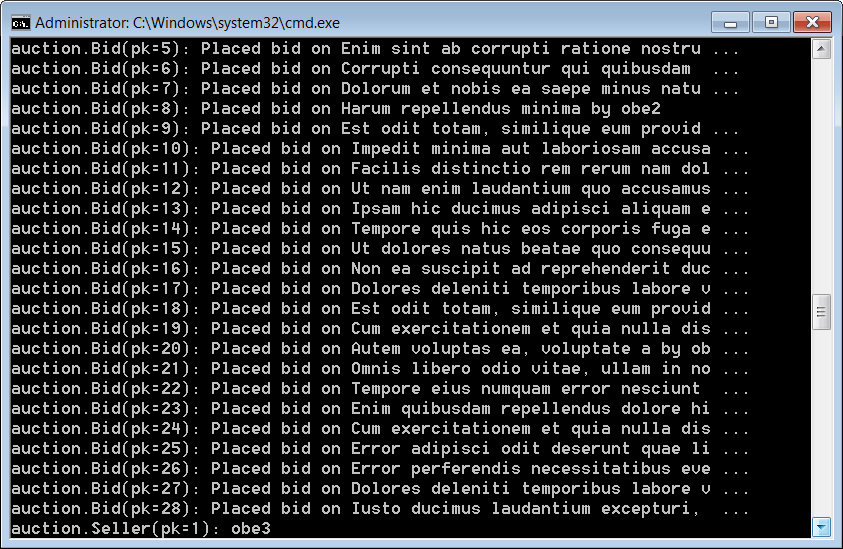 Administrator: C:\Windows\system32\cmd.exe
auction.Bid(pk=5): Placed bid on Enim sint ab corrupti ratione nostru ...
auction.Bid(pk=6): Placed bid on Corrupti consequuntur qui quibusdam  ...
auction.Bid(pk=7): Placed bid on Dolorum et nobis ea saepe minus natu ...
auction.Bid(pk=8): Placed bid on Harum repellendus minima by obe2
auction.Bid(pk=9): Placed bid on Est odit totam, similique eum provid ...
auction.Bid(pk=10): Placed bid on Impedit minima aut laboriosam accusa ...
auction.Bid(pk=11): Placed bid on Facilis distinctio rem rerum nam dol ...
auction.Bid(pk=12): Placed bid on Ut nam enim laudantium quo accusamus ...
auction.Bid(pk=13): Placed bid on Ipsam hic ducimus adipisci aliquam e ...
auction.Bid(pk=14): Placed bid on Tempore quis hic eos corporis fuga e ...
auction.Bid(pk=15): Placed bid on Ut dolores natus beatae quo consequu ...
auction.Bid(pk=16): Placed bid on Non ea suscipit ad reprehenderit duc ...
auction.Bid(pk=17): Placed bid on Dolores deleniti temporibus labore v ...
auction.Bid(pk=18): Placed bid on Est odit totam, similique eum provid ...
auction.Bid(pk=19): Placed bid on Cum exercitationem et quia nulla dis ...
auction.Bid(pk=20): Placed bid on Autem voluptas ea, voluptate a by ob ...
auction.Bid(pk=21): Placed bid on Omnis libero odio vitae, ullam in no ...
auction.Bid(pk=22): Placed bid on Tempore eius numquam error nesciunt  ...
auction.Bid(pk=23): Placed bid on Enim quibusdam repellendus dolore hi ...
auction.Bid(pk=24): Placed bid on Cum exercitationem et quia nulla dis ...
auction.Bid(pk=25): Placed bid on Error adipisci odit deserunt quae li ...
auction.Bid(pk=26): Placed bid on Error perferendis necessitatibus eve ...
auction.Bid(pk=27): Placed bid on Dolores deleniti temporibus labore v ...
auction.Bid(pk=28): Placed bid on Iusto ducimus laudantium excepturi,  ...
auction.Seller(pk=1): obe3